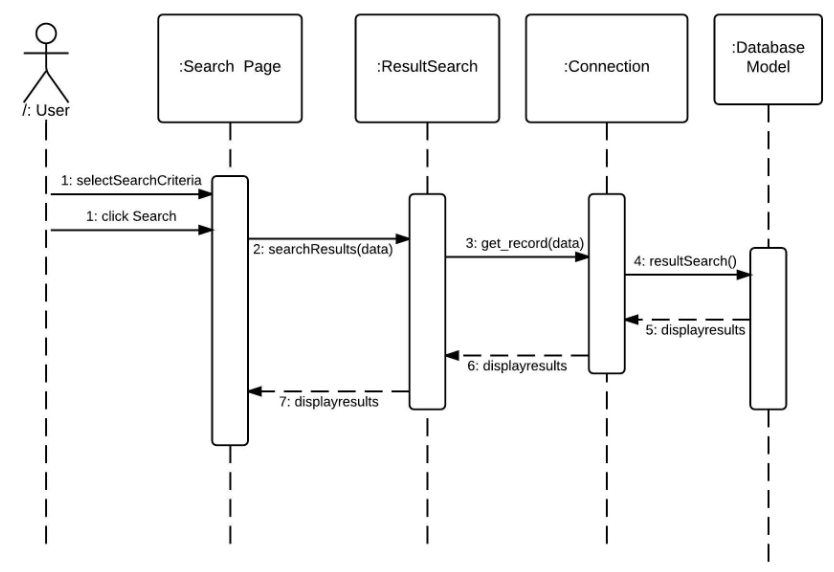 :Search Page
:ResultSearch
:Connection
:Database
Model
/: User
1: selectSearchCriteria
1: click Search
2: searchResults(data)
3: get_record(data)
4: resultSearch()
5: displayresults
6: displayresults
7: displayresults